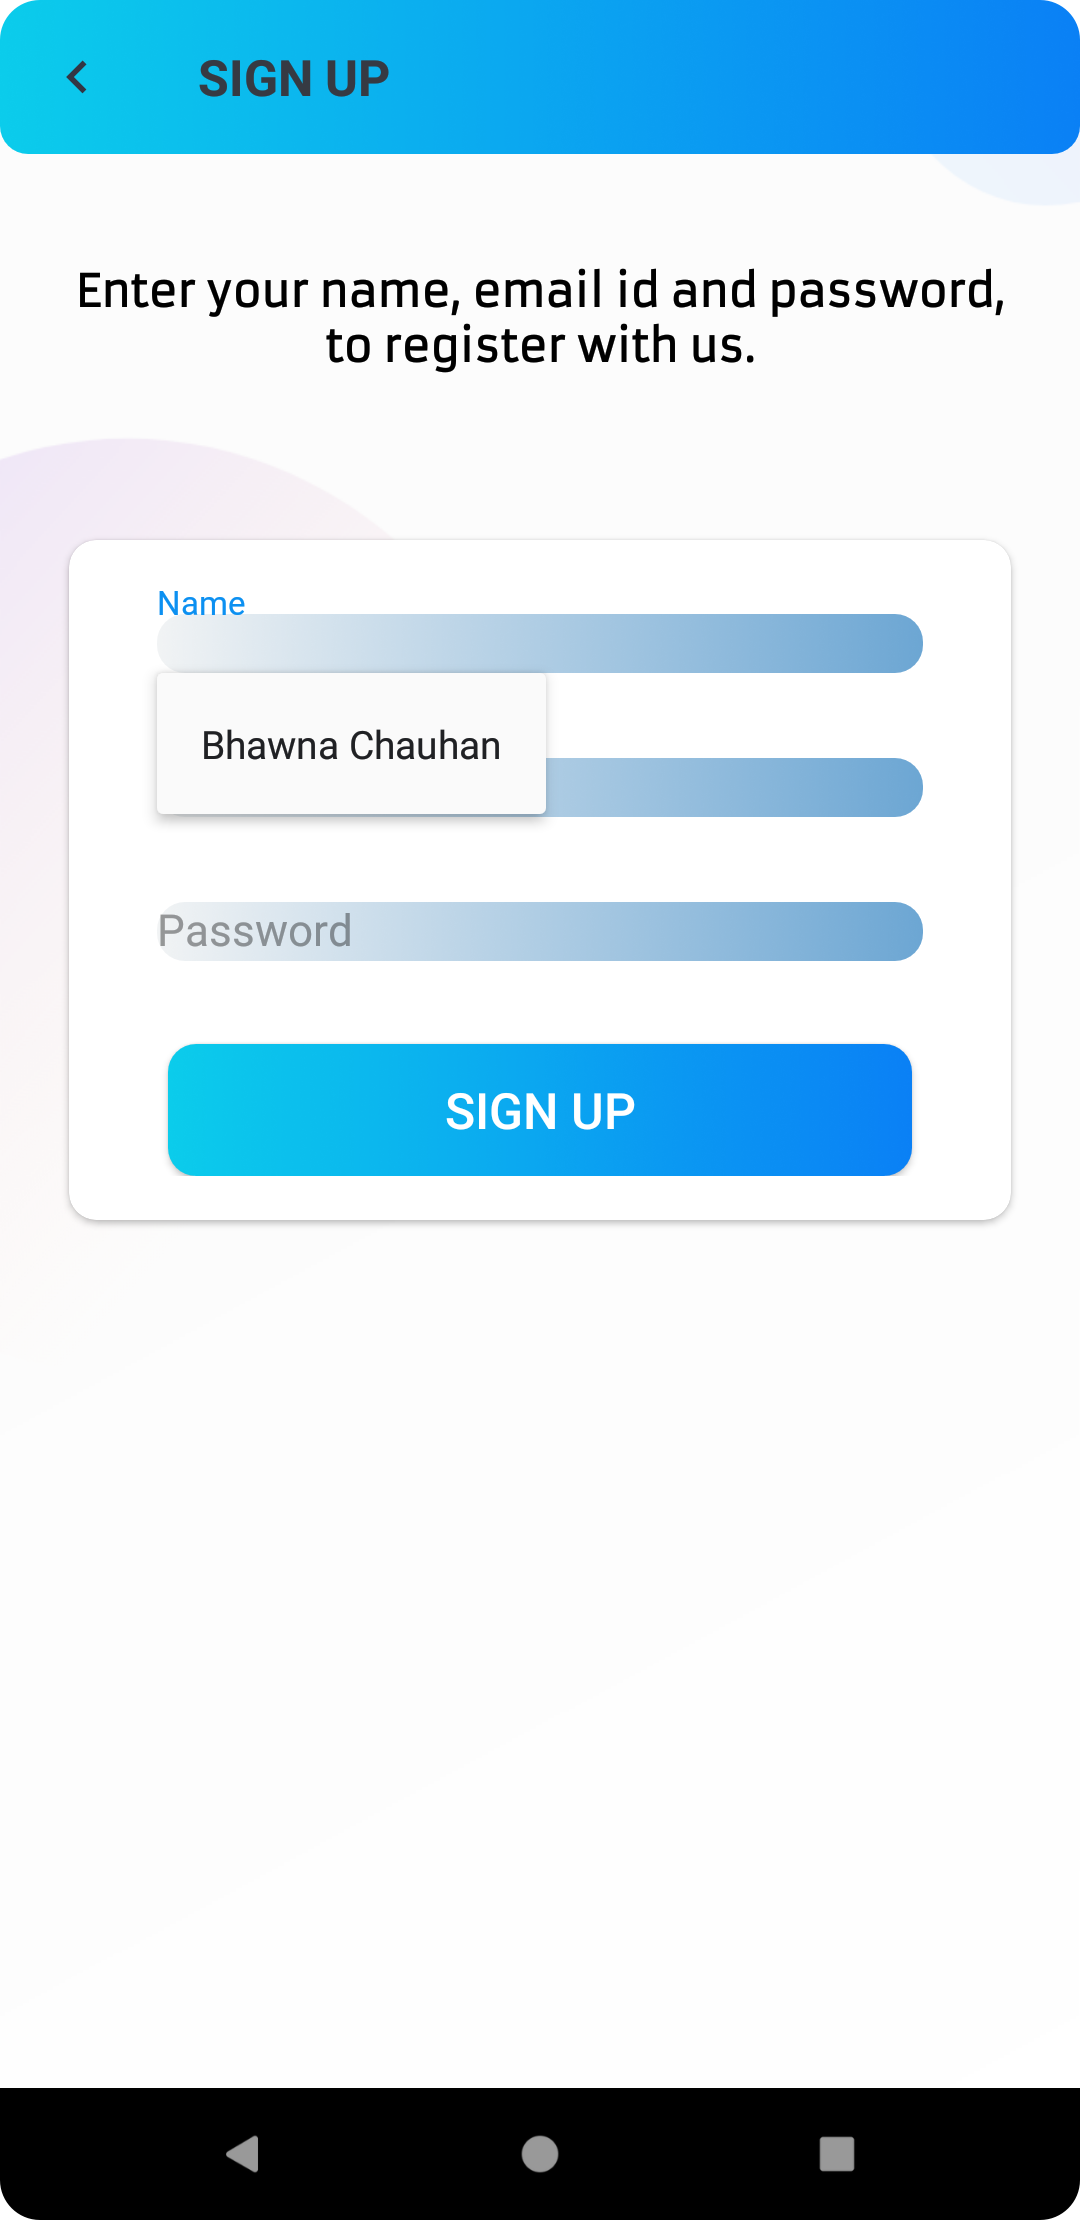 SIGN UP
Enter your name, email id and password,
to register with us.
Name
Bhawna Chauhan
Password
SIGN UP